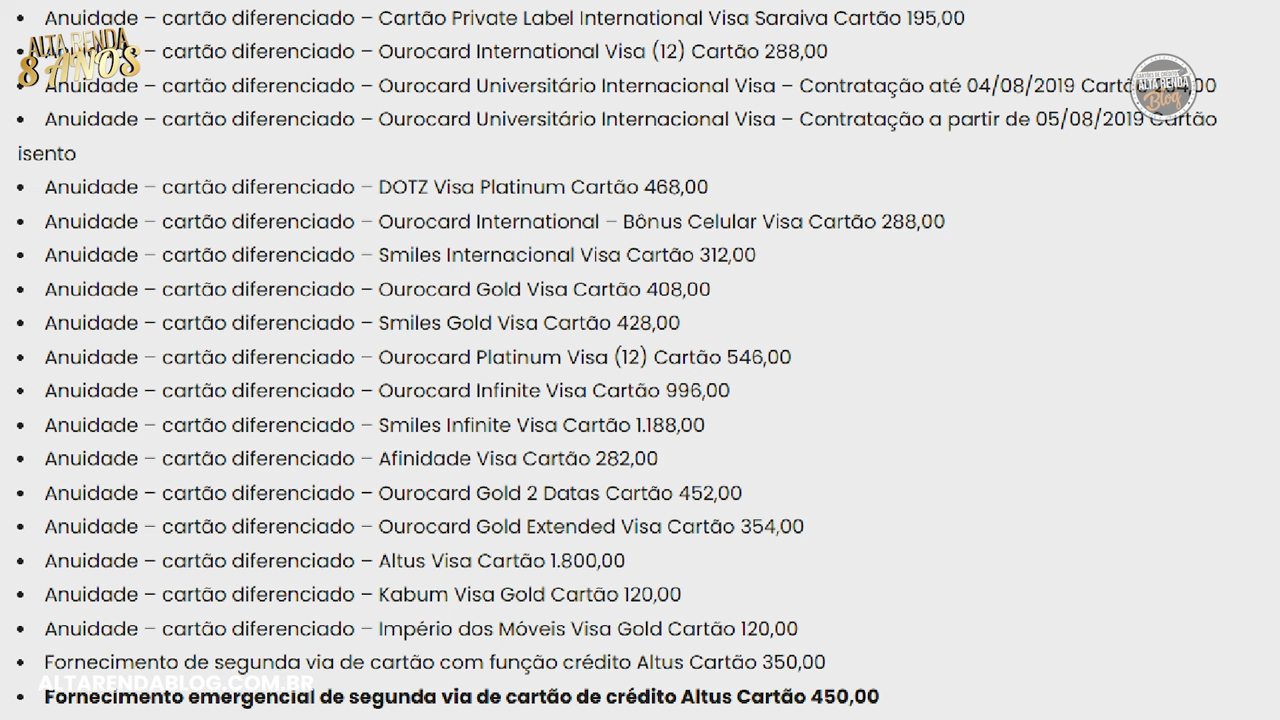 • Anuidade – cartão diferenciado – Cartão Private Label International Visa Saraiva Cartão 195,00
ALTA RENDA
8 ANOS
• Anuidade – cartão diferenciado – Ourocard International Visa (12) Cartão 288,00
• Anuidade – cartão diferenciado – Ourocard Universitário Internacional Visa – Contratação até 04/08/2019
CARTÕES DE CRÉDITOS
ALTA RENDA
Blog
• Anuidade – cartão diferenciado – Ourocard Universitário Internacional Visa – Contratação a partir de 05/08/2019 Cartão
isento
• Anuidade – cartão diferenciado – DOTZ Visa Platinum Cartão 468,00
• Anuidade – cartão diferenciado – Ourocard International – Bônus Celular Visa Cartão 288,00
• Anuidade – cartão diferenciado – Smiles Internacional Visa Cartão 312,00
• Anuidade – cartão diferenciado – Ourocard Gold Visa Cartão 408,00
• Anuidade – cartão diferenciado – Smiles Gold Visa Cartão 428,00
• Anuidade – cartão diferenciado – Ourocard Platinum Visa (12) Cartão 546,00
• Anuidade – cartão diferenciado – Ourocard Infinite Visa Cartão 996,00
• Anuidade – cartão diferenciado – Smiles Infinite Visa Cartão 1.188,00
• Anuidade – cartão diferenciado – Afinidade Visa Cartão 282,00
• Anuidade – cartão diferenciado – Ourocard Gold 2 Datas Cartão 452,00
• Anuidade – cartão diferenciado – Ourocard Gold Extended Visa Cartão 354,00
• Anuidade – cartão diferenciado – Altus Visa Cartão 1.800,00
• Anuidade – cartão diferenciado – Kabum Visa Gold Cartão 120,00
• Anuidade – cartão diferenciado – Império dos Móveis Visa Gold Cartão 120,00
• Fornecimento de segunda via de cartão com função crédito Altus Cartão 350,00
ALTARENDABLOG.COM.BR
• Fornecimento emergencial de segunda via de cartão de crédito Altus Cartão 450,00